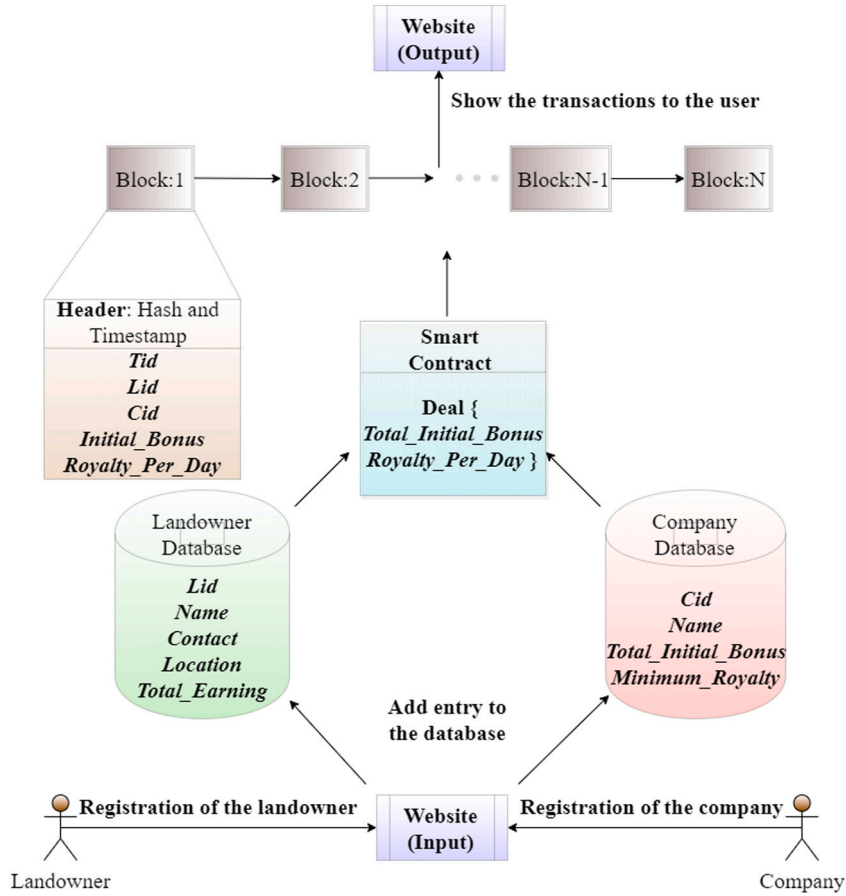 Website
(Output)
Show the transactions to the user
Block:1
Block:2
Block:N-1
Block:N
Header: Hash and
Timestamp
Tid
Lid
Cid
Initial_Bonus
Royalty_Per_Day
Smart
Contract
Deal {
Total_Initial_Bonus
Royalty_Per_Day }
Landowner
Database
Lid
Name
Contact
Location
Total_Earning
Company
Database
Cid
Name
Total_Initial_Bonus
Minimum_Royalty
Add entry to
the database
Registration of the landowner
Website
(Input)
Registration of the company
Landowner
Company